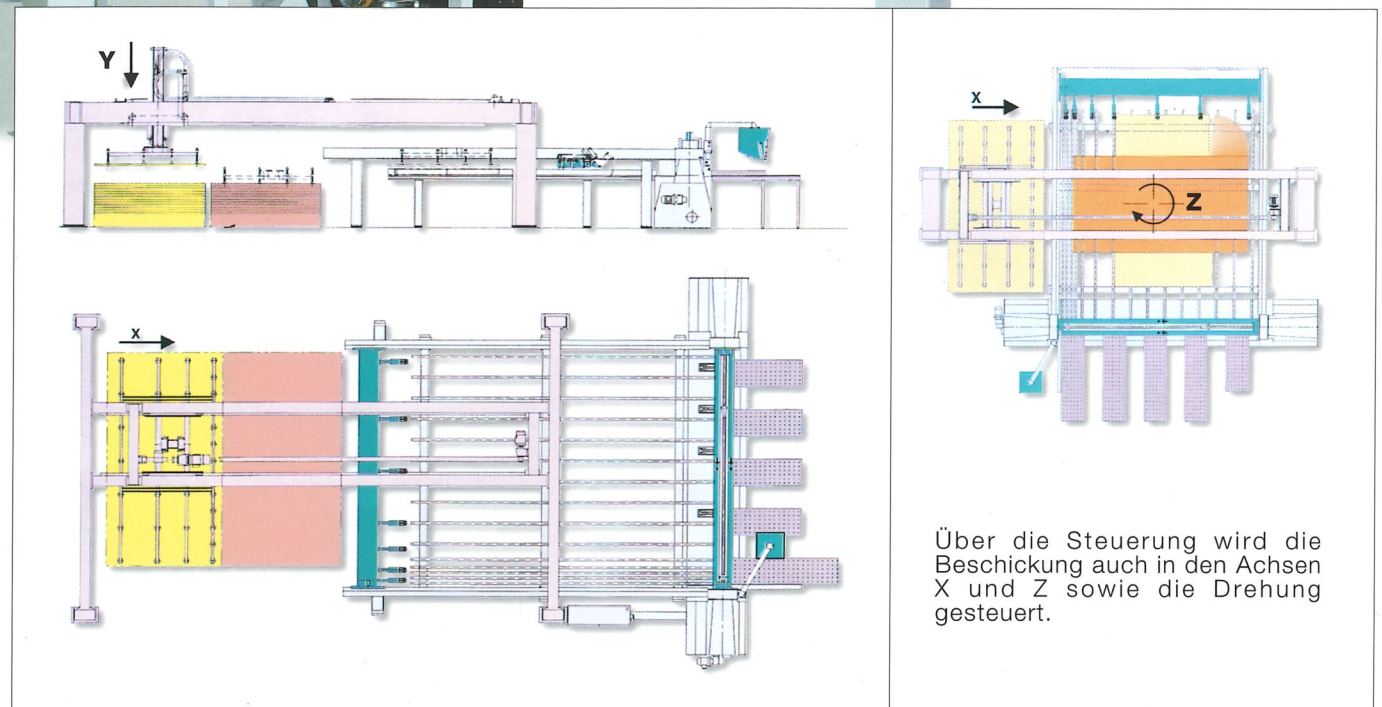 Y
X
X
Z
Über die Steuerung wird die
Beschickung auch in den Achsen
X und Z sowie die Drehung
gesteuert.